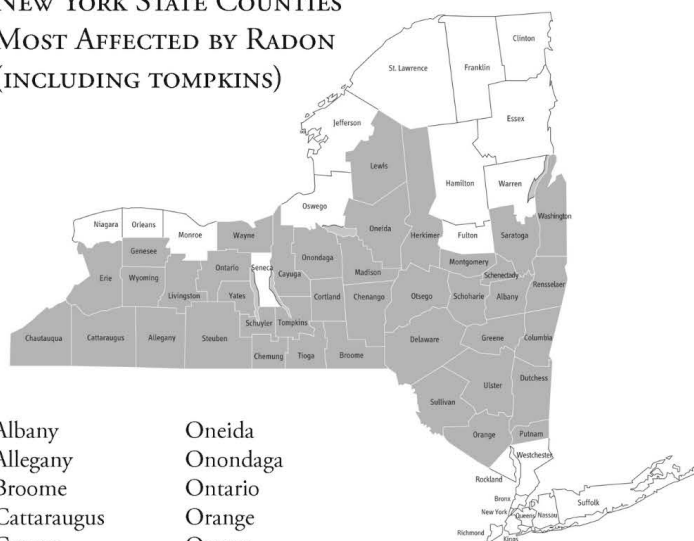 NEW YORK STATE COUNTIES
MOST AFFECTED BY RADON
(INCLUDING TOMPKINS)
Clinton
St. Lawrence
Franklin
Essex
Jefferson
Lewis
Hamilton
Warren
Oswego
Washington
Niagara
Orleans
Monroe
Wayne
Oneida
Herkimer
Fulton
Saratoga
Genesee
Onondaga
Montgomery
Erie
Wyoming
Ontario
Seneca
Cayuga
Madison
Schenectady
Rensselaer
Livingston
Yates
Cortland
Chenango
Otsego
Schoharie
Albany
Schuyler
Tompkins
Chautauqua
Cattaraugus
Allegany
Steuben
Chemung
Tioga
Broome
Delaware
Greene
Columbia
Ulster
Dutchess
Sullivan
Orange
Putnam
Westchester
Rockland
Bronx
New York
Queens
Nassau
Suffolk
Richmond
Kings
Albany
Allegany
Broome
Cattaraugus
Oneida
Onondaga
Ontario
Orange